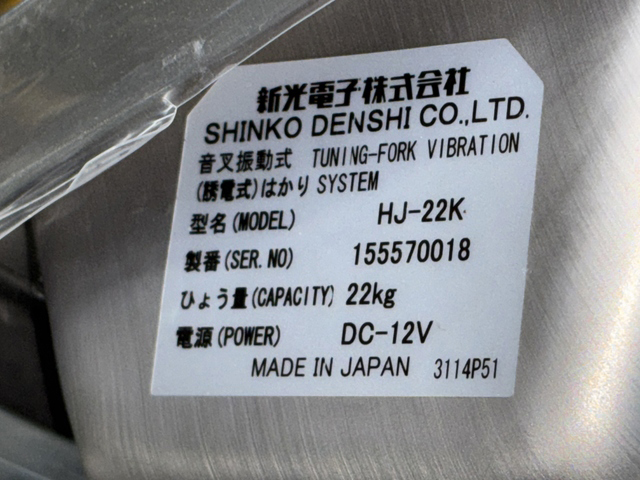 新光電子株式会社
SHINKO DENSHI CO.,LTD.
音叉振動式 TUNING-FORK VIBRATION
(誘電式)はかり SYSTEM
型名(MODEL) HJ-22K
製番(SER.NO) 155570018
ひょう量(CAPACITY) 22kg
電源(POWER) DC-12V
MADE IN JAPAN 3114P51